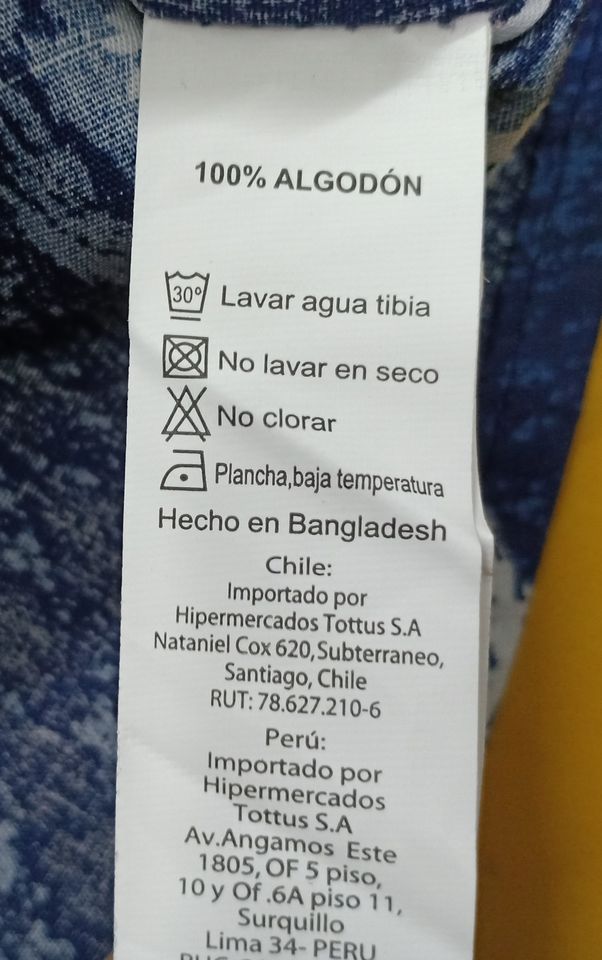 100% ALGODÓN
30° Lavar agua tibia
No lavar en seco
No clorar
Plancha,baja temperatura
Hecho en Bangladesh
Chile:
Importado por
Hipermercados Tottus S.A
Nataniel Cox 620,Subterraneo,
Santiago, Chile
RUT: 78.627.210-6
Perú:
Importado por
Hipermercados
Tottus S.A
Av.Angamos Este
1805, OF 5 piso,
10 y Of .6A piso 11,
Surquillo
Lima 34- PERU